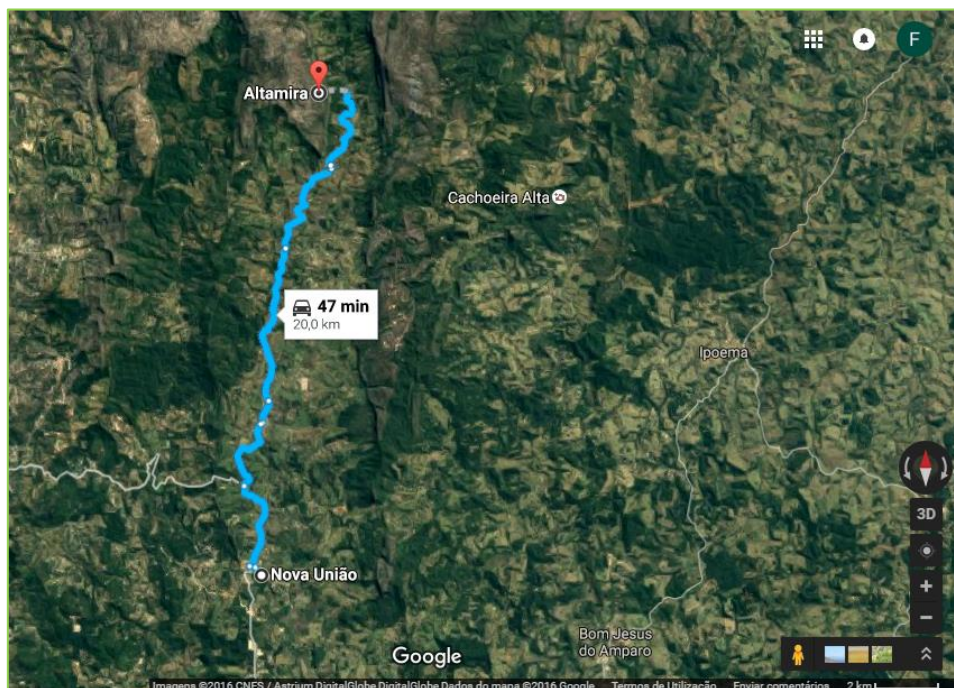 F
Altamira
Cachoeira Alta
47 min
20,0 km
Ipoema
3D
Nova União
Bom Jesus
do Amparo
Google
Imagens ©2016 CNES / Astrium DigitalGlobe DigitalGlobe Dados do mapa ©2016 Google Termos de Utilização Enviar comentários 2 km